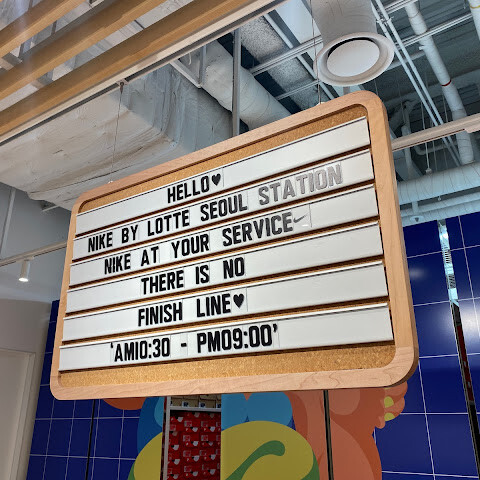 HELLO♥
NIKE BY LOTTE SEOUL STATION
NIKE AT YOUR SERVICE
THERE IS NO
FINISH LINE♥
'AM10:30 - PM09:00'